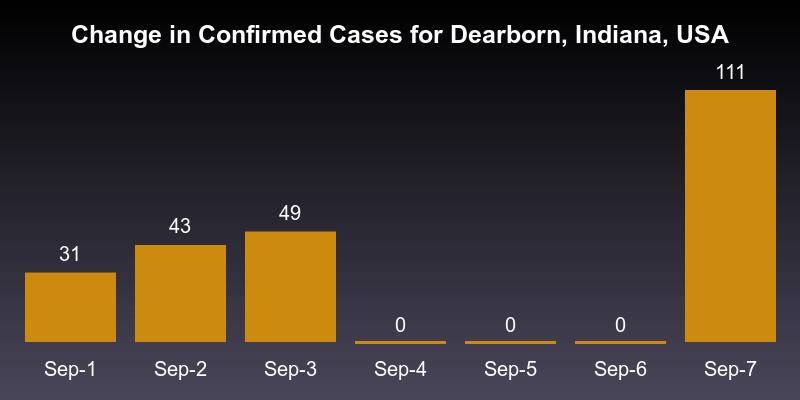 Change in Confirmed Cases for Dearborn, Indiana, USA
111
49
43
31
0 0 0
Sep-1 Sep-2 Sep-3 Sep-4 Sep-5 Sep-6 Sep-7